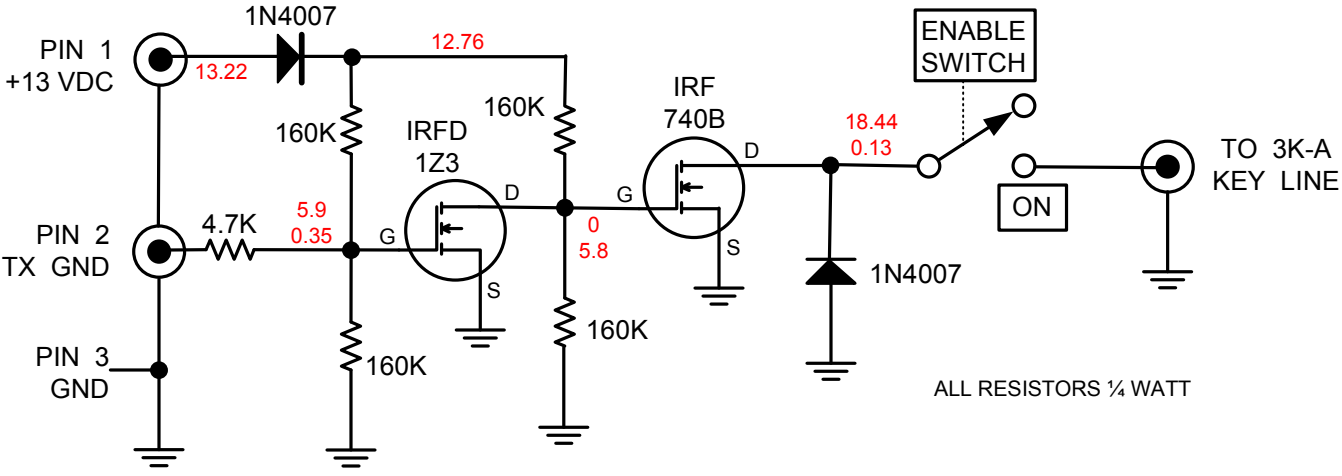 1N4007
PIN 1
+13 VDC
13.22
12.76
ENABLE
SWITCH
160K
160K
IRFD
1Z3
IRF
740B
D
G
S
D
G
S
18.44
0.13
TO 3K-A
KEY LINE
ON
PIN 2
TX GND
4.7K
5.9
0.35
0
5.8
1N4007
160K
160K
PIN 3
GND
ALL RESISTORS ¼ WATT